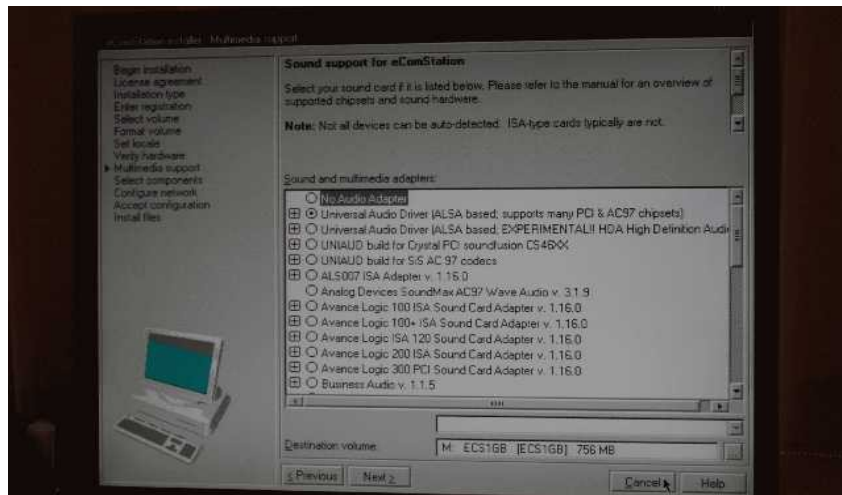 eComStation installer - Multimedia support
Begin installation
License agreement
Installation type
Enter registration
Select volume
Format volume
Set locale
Verify hardware
Multimedia support
Select components
Configure network
Accept configuration
Install files
Sound support for eComStation
Select your sound card if it is listed below. Please refer to the manual for an overview of
supported chipsets and sound hardware.
Note: Not all devices can be auto-detected. ISA-type cards typically are not.
Sound and multimedia adapters:
No Audio Adapter
Universal Audio Driver (ALSA based; supports many PCI & AC97 chipsets)
Universal Audio Driver (ALSA based; EXPERIMENTAL!! HDA High Definition Audi
UNIAUD build for Crystal PCI soundfusion CS46XX
UNIAUD build for SiS AC 97 codecs
ALS007 ISA Adapter v. 1.16.0
Analog Devices SoundMax AC97 Wave Audio v. 3.1.9
Avance Logic 100 ISA Sound Card Adapter v. 1.16.0
Avance Logic 100+ ISA Sound Card Adapter v. 1.16.0
Avance Logic ISA 120 Sound Card Adapter v. 1.16.0
Avance Logic 200 ISA Sound Card Adapter v. 1.16.0
Avance Logic 300 PCI Sound Card Adapter v. 1.16.0
Business Audio v. 1.1.5
Destination volume: M: ECS1GB [ECS1GB] 756 MB
< Previous Next > Cancel Help